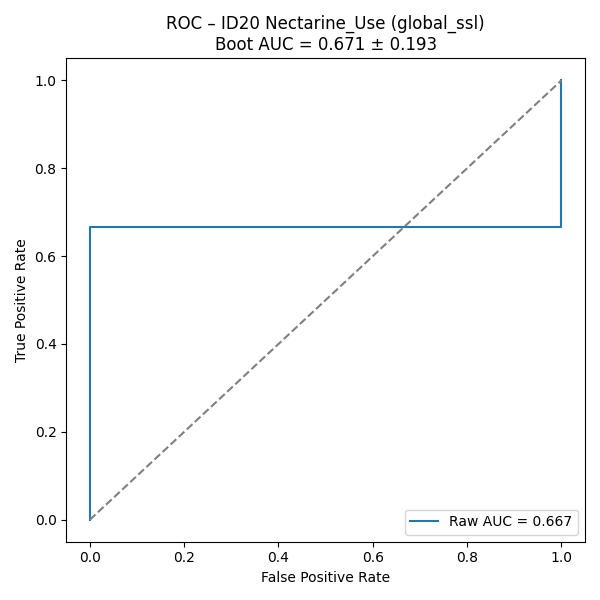 ROC – ID20 Nectarine_Use (global_ssl)
Boot AUC = 0.671 ± 0.193
1.0
0.8
0.6
0.4
0.2
0.0
True Positive Rate
Raw AUC = 0.667
0.0 0.2 0.4 0.6 0.8 1.0
False Positive Rate